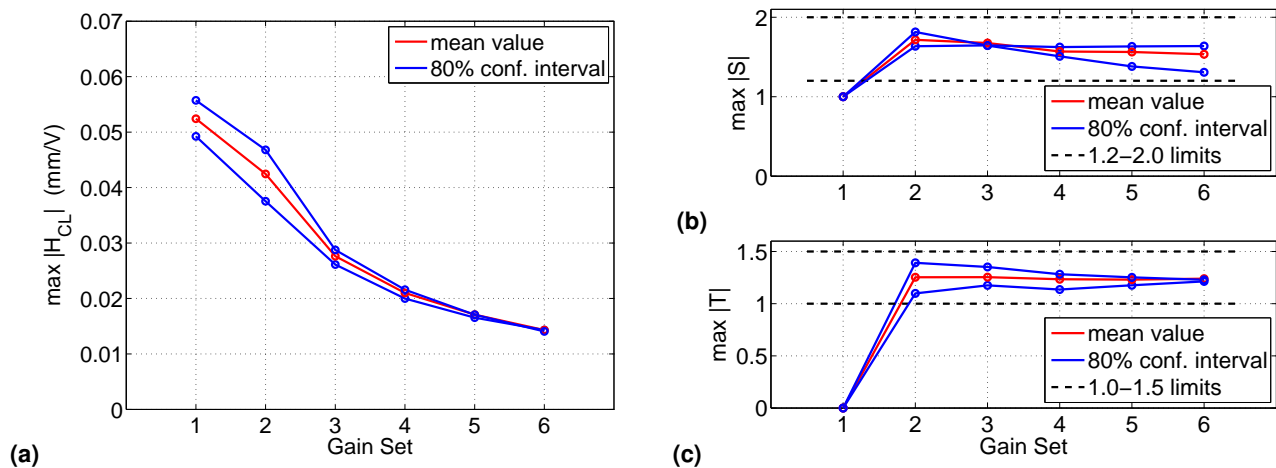 0.07
0.06
0.05
0.04
0.03
0.02
0.01
0
max |H_CL| (mm/V)
mean value
80% conf. interval
1 2 3 4 5 6
Gain Set
(a)
2
1
0
max |S|
mean value
80% conf. interval
1.2−2.0 limits
1 2 3 4 5 6
(b)
1.5
1
0.5
0
max |T|
mean value
80% conf. interval
1.0−1.5 limits
1 2 3 4 5 6
Gain Set
(c)